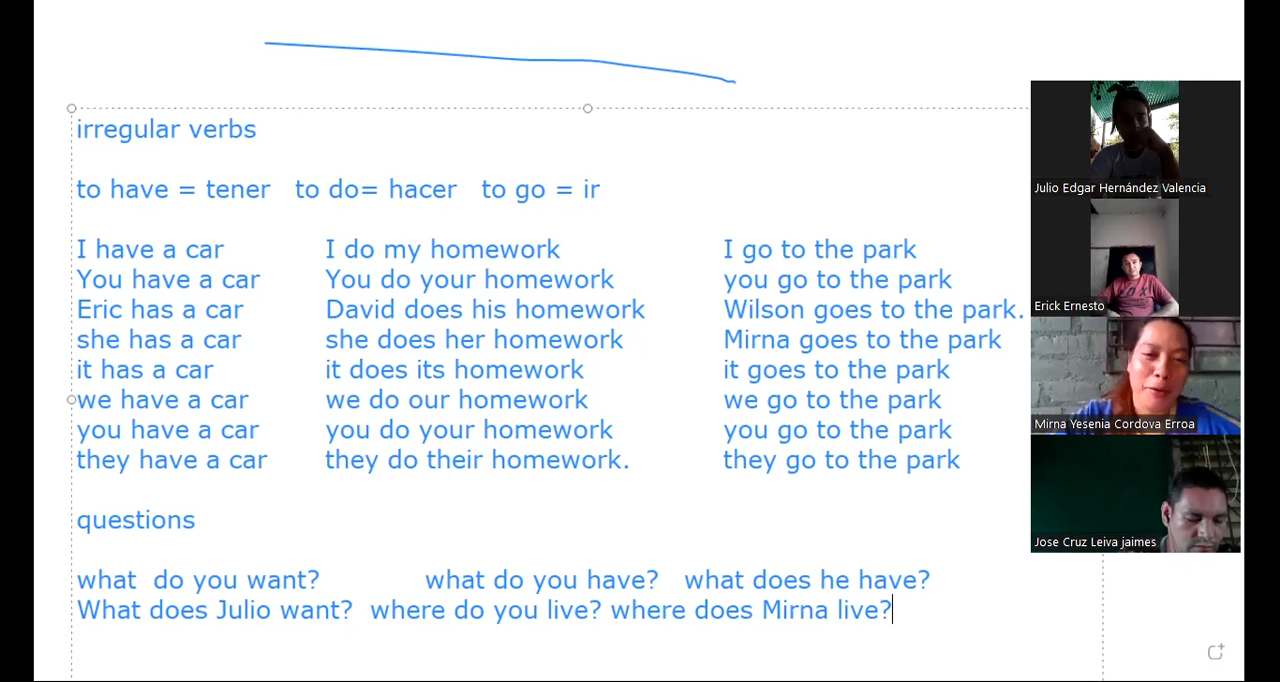 irregular verbs
to have = tener   to do= hacer   to go = ir
I have a car   I do my homework   I go to the park
You have a car   You do your homework   you go to the park
Eric has a car   David does his homework   Wilson goes to the park.
she has a car   she does her homework   Mirna goes to the park
it has a car   it does its homework   it goes to the park
we have a car   we do our homework   we go to the park
you have a car   you do your homework   you go to the park
they have a car   they do their homework.   they go to the park
questions
what  do you want?   what do you have?   what does he have?
What does Julio want?  where do you live? where does Mirna live?
Julio Edgar Hernández Valencia
Erick Ernesto
Mirna Yesenia Cordova Erroa
Jose Cruz Leiva jaimes